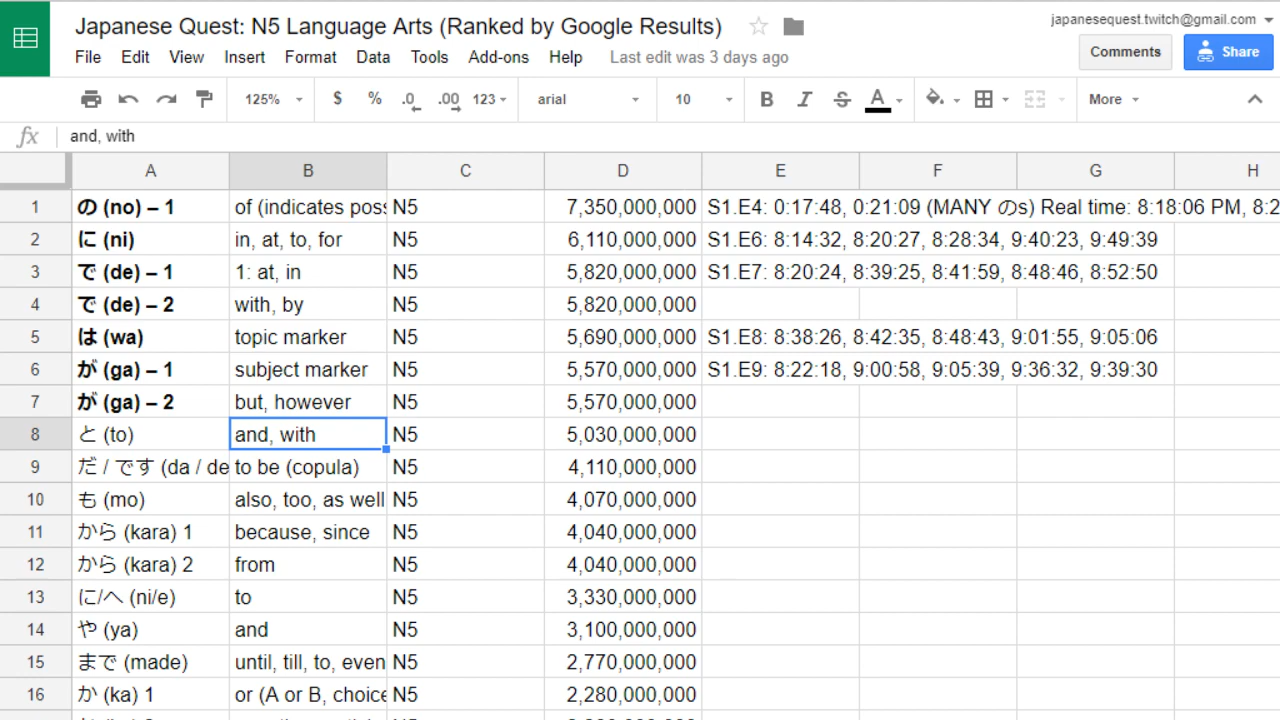 Japanese Quest: N5 Language Arts (Ranked by Google Results)
japanesequest.twitch@gmail.com
File Edit View Insert Format Data Tools Add-ons Help Last edit was 3 days ago
Comments Share
125% $ % .0 .00 123 arial 10 B I S A More
fx and, with
A B C D E F G H
1 の (no) – 1 of (indicates poss N5 7,350,000,000 S1.E4: 0:17:48, 0:21:09 (MANY のs) Real time: 8:18:06 PM, 8:2
2 に (ni) in, at, to, for N5 6,110,000,000 S1.E6: 8:14:32, 8:20:27, 8:28:34, 9:40:23, 9:49:39
3 で (de) – 1 1: at, in N5 5,820,000,000 S1.E7: 8:20:24, 8:39:25, 8:41:59, 8:48:46, 8:52:50
4 で (de) – 2 with, by N5 5,820,000,000
5 は (wa) topic marker N5 5,690,000,000 S1.E8: 8:38:26, 8:42:35, 8:48:43, 9:01:55, 9:05:06
6 が (ga) – 1 subject marker N5 5,570,000,000 S1.E9: 8:22:18, 9:00:58, 9:05:39, 9:36:32, 9:39:30
7 が (ga) – 2 but, however N5 5,570,000,000
8 と (to) and, with N5 5,030,000,000
9 だ / です (da / de to be (copula) N5 4,110,000,000
10 も (mo) also, too, as well N5 4,070,000,000
11 から (kara) 1 because, since N5 4,040,000,000
12 から (kara) 2 from N5 4,040,000,000
13 に/へ (ni/e) to N5 3,330,000,000
14 や (ya) and N5 3,100,000,000
15 まで (made) until, till, to, even N5 2,770,000,000
16 か (ka) 1 or (A or B, choice N5 2,280,000,000